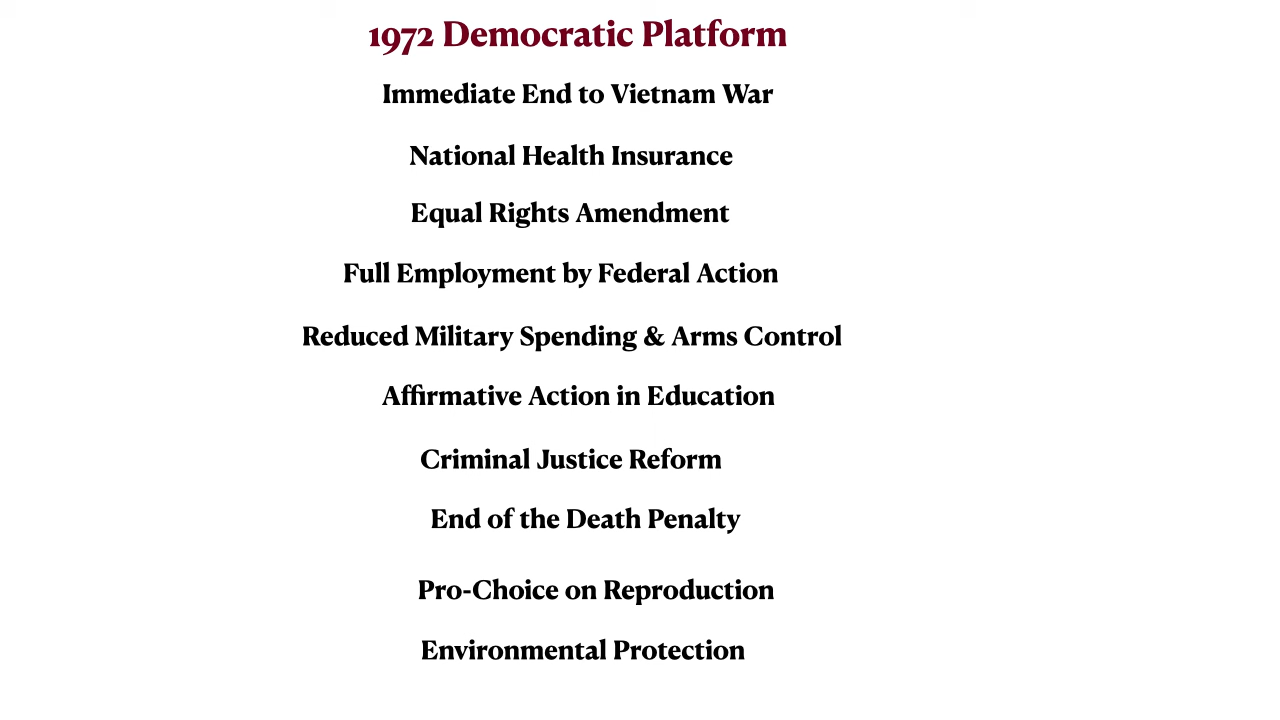 1972 Democratic Platform
Immediate End to Vietnam War
National Health Insurance
Equal Rights Amendment
Full Employment by Federal Action
Reduced Military Spending & Arms Control
Affirmative Action in Education
Criminal Justice Reform
End of the Death Penalty
Pro-Choice on Reproduction
Environmental Protection